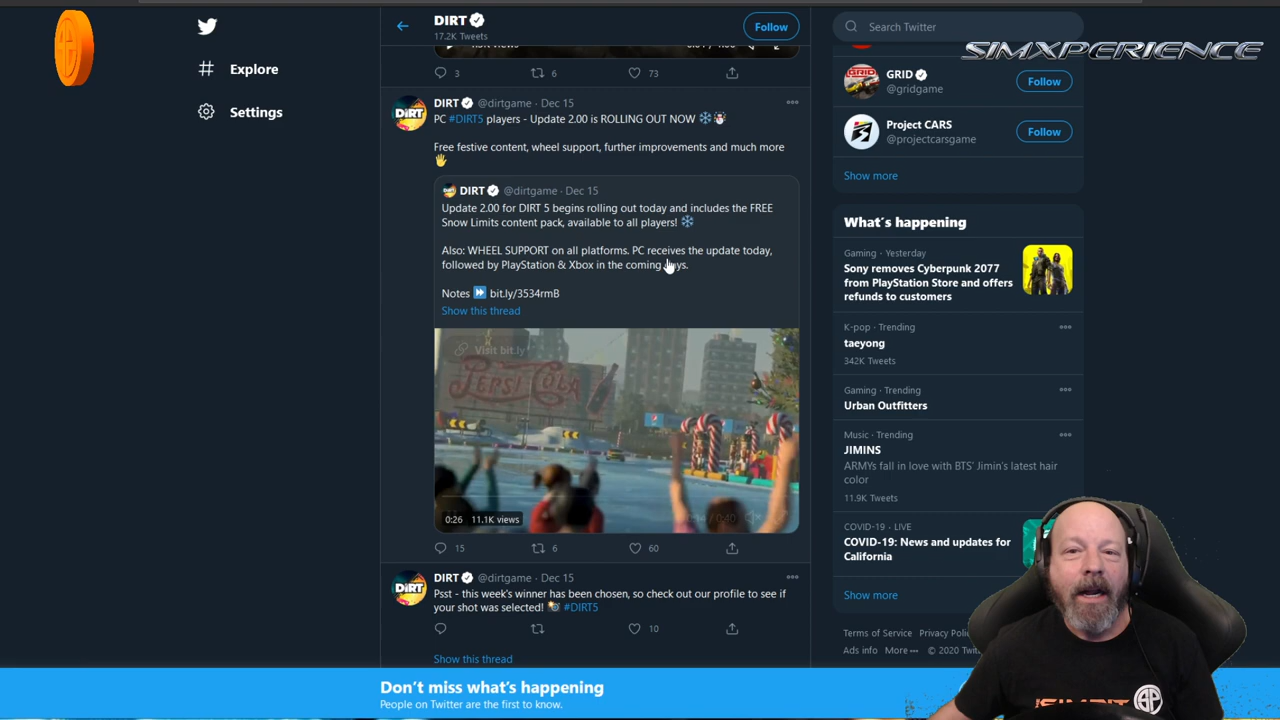 DIRT
17.2K Tweets
Follow
Search Twitter
SIMXPERIENCE
Explore
Settings
3
6
73
GRID
@gridgame
Follow
DIRT @dirtgame · Dec 15
PC #DIRT5 players - Update 2.00 is ROLLING OUT NOW
Free festive content, wheel support, further improvements and much more
Project CARS
@projectcarsgame
Follow
Show more
DIRT @dirtgame · Dec 15
Update 2.00 for DIRT 5 begins rolling out today and includes the FREE
Snow Limits content pack, available to all players!
Also: WHEEL SUPPORT on all platforms. PC receives the update today,
followed by PlayStation & Xbox in the coming
Notes bit.ly/3534rmB
Show this thread
Visit bit.ly
PEPSI COLA
0:26 11.1K views
15
6
60
DIRT @dirtgame · Dec 15
Psst - this week's winner has been chosen, so check out our profile to see if
your shot was selected! #DIRT5
10
Show this thread
What's happening
Gaming · Yesterday
Sony removes Cyberpunk 2077
from PlayStation Store and offers
refunds to customers
K-pop · Trending
taeyong
342K Tweets
Gaming · Trending
Urban Outfitters
Music · Trending
JIMINS
ARMYs fall in love with BTS' Jimin's latest hair
color
11.9K Tweets
COVID-19 · LIVE
COVID-19: News and updates for
California
Show more
Terms of Service Privacy
Ads info More © 2020
Don't miss what's happening
People on Twitter are the first to know.